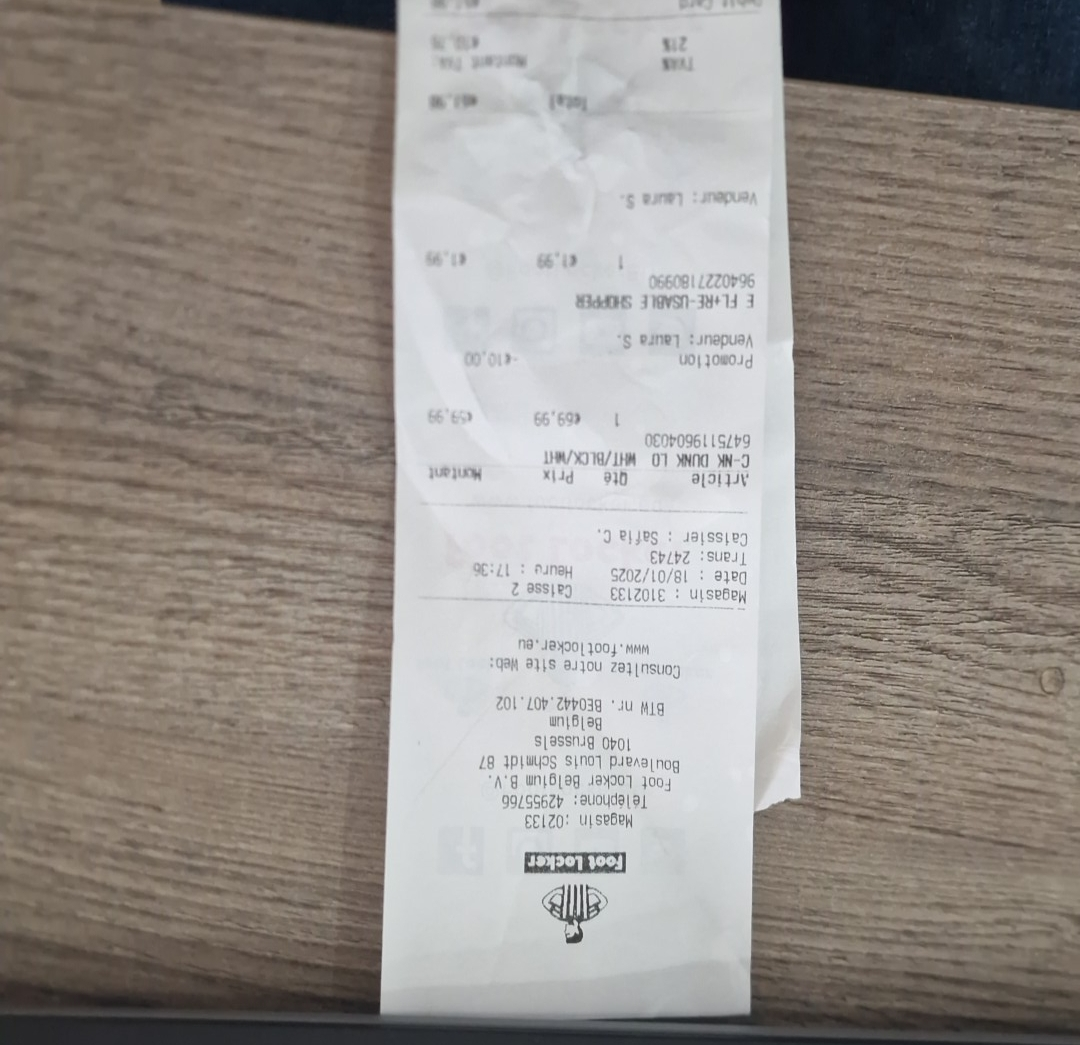 Foot Locker
Magasin :02133
Téléphone: 42955766
Foot Locker Belgium B.V.
Boulevard Louis Schmidt 87
1040 Brussels
Belgium
BTW nr. BE0442.407.102
Consultez notre site Web:
www.footlocker.eu
Magasin : 3102133 Caisse 2
Date : 18/01/2025 Heure : 17:36
Trans: 24743
Caissier : Safia C.
Article Qté Prix Montant
C-NK DUNK LO WHT/BLCK/WHT
6475119604030
1 €69,99 €59,99
Promotion -€10,00
Vendeur: Laura S.
E FL+RE-USABLE SHOPPER
9640227180990
1 €1,99 €1,99
Vendeur: Laura S.
Total €61,98
TVA% Montant TVA:
21% €10,76